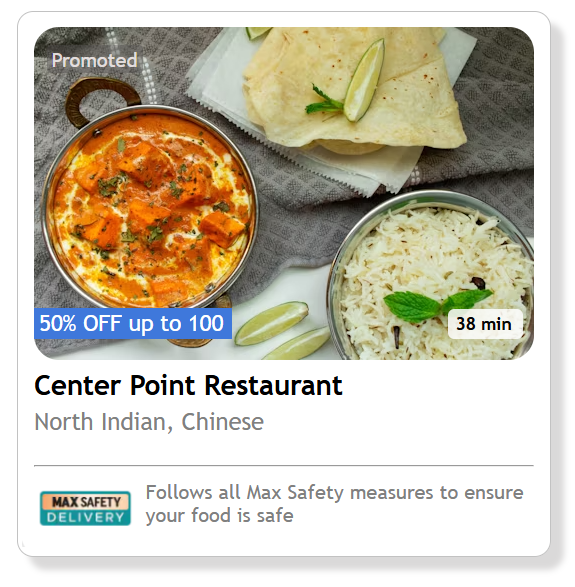 Promoted
50% OFF up to 100
38 min
Center Point Restaurant
North Indian, Chinese
MAX SAFETY
DELIVERY
Follows all Max Safety measures to ensure
your food is safe